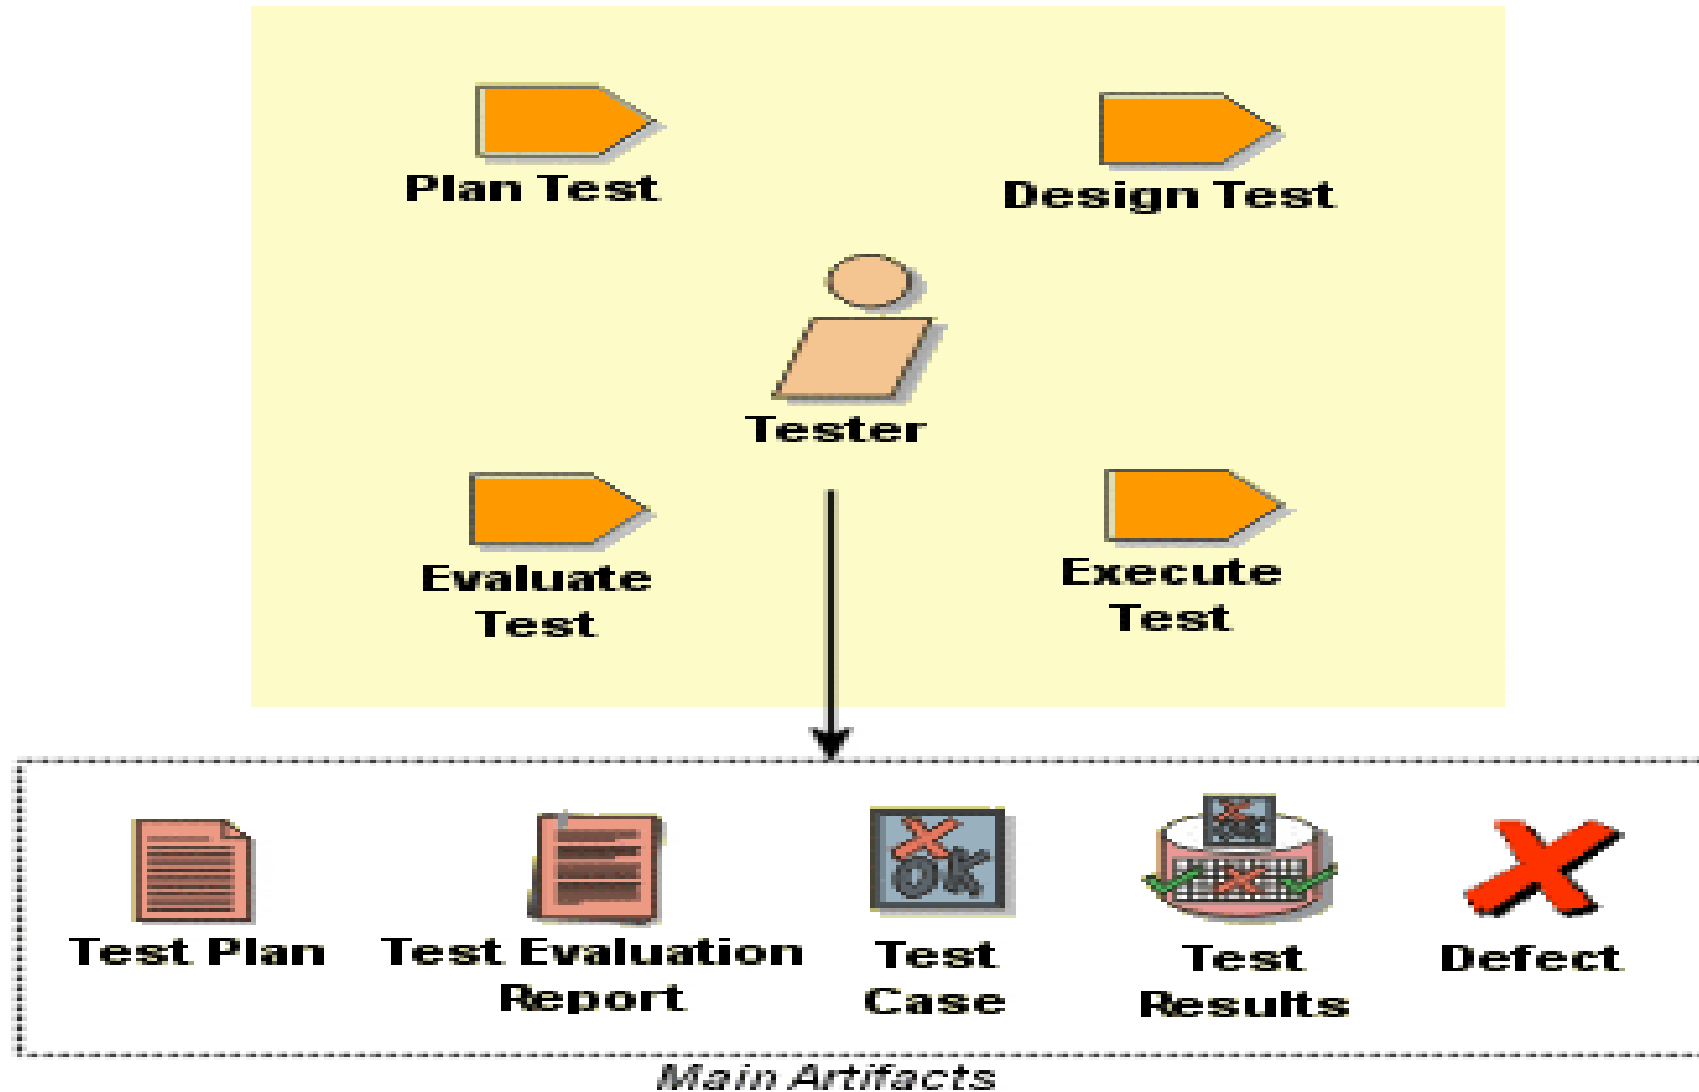 Plan Test
Design Test
Tester
Evaluate
Test
Execute
Test
OK
Test Plan
Test Evaluation
Report
Test
Case
Test
Results
Defect
Main Artifacts